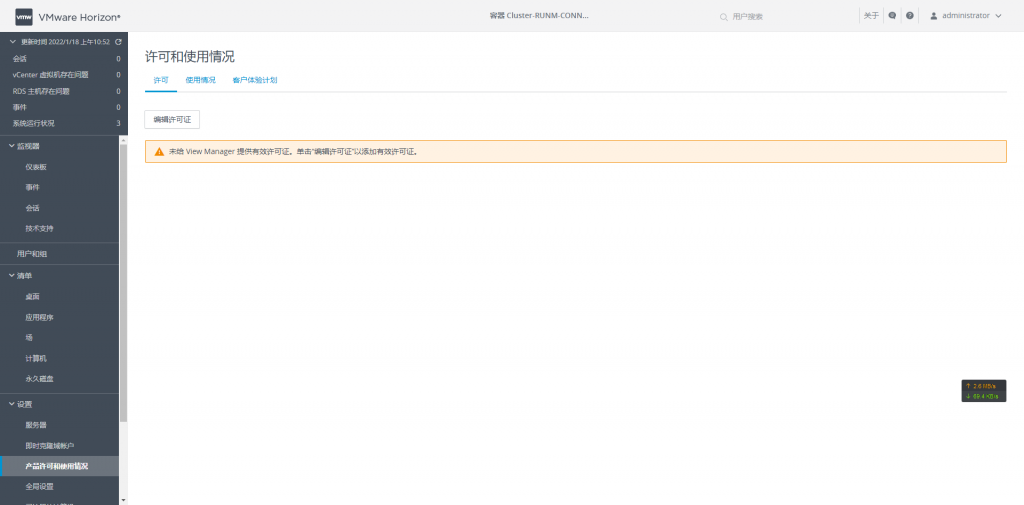 vmw VMware Horizon® 容器 Cluster-RUNM-CONN... 用户搜索 关于 administrator
更新时间 2022/1/18 上午10:52
会话 0
vCenter 虚拟机存在问题 0
RDS 主机存在问题 0
事件 0
系统运行状况 3
监视器
仪表板
事件
会话
技术支持
用户和组
清单
桌面
应用程序
场
计算机
永久磁盘
设置
服务器
即时克隆域帐户
产品许可和使用情况
全局设置
许可和使用情况
许可 使用情况 客户体验计划
编辑许可证
未给 View Manager 提供有效许可证。单击“编辑许可证”以添加有效许可证。
↑ 2.6 KB/s
↓ 69.4 KB/s